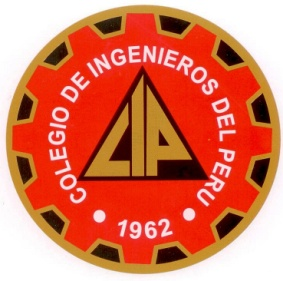 COLEGIO DE INGENIEROS DEL PERU
CIP
• 1962 •